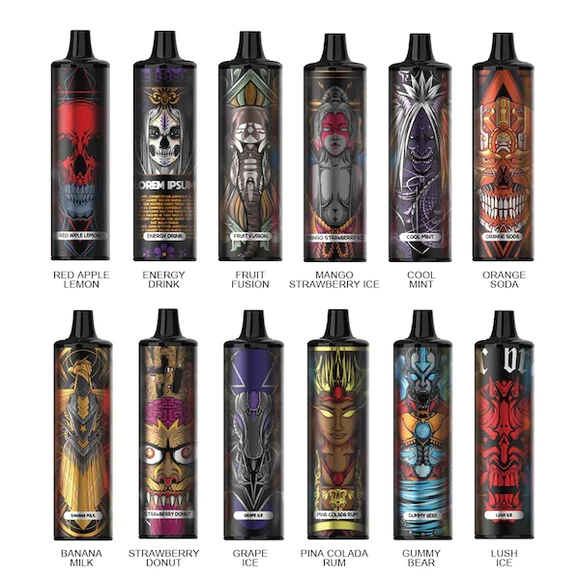 OREM IPSUM
RED APPLE LEMON
ENERGY DRINK
FRUIT FUSION
MANGO STRAWBERRY ICE
COOL MINT
ORANGE SODA
RED APPLE
LEMON
ENERGY
DRINK
FRUIT
FUSION
MANGO
STRAWBERRY ICE
COOL
MINT
ORANGE
SODA
BANANA MILK
STRAWBERRY DONUT
GRAPE ICE
PINA COLADA RUM
GUMMY BEAR
LUSH ICE
BANANA
MILK
STRAWBERRY
DONUT
GRAPE
ICE
PINA COLADA
RUM
GUMMY
BEAR
LUSH
ICE